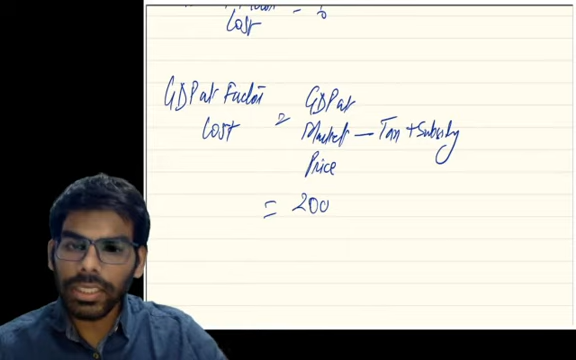 Cost
GDP at Factor Cost = GDP at Market Price — Tax + Subsidy
= 200